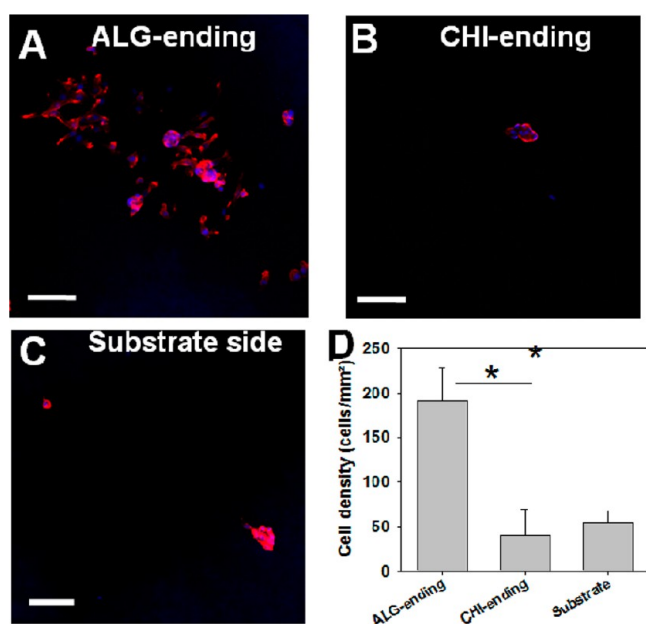 A
ALG-ending
B
CHI-ending
C
Substrate side
D
*
*
250
200
150
100
50
0
Cell density (cells/mm²)
ALG-ending
CHI-ending
Substrate